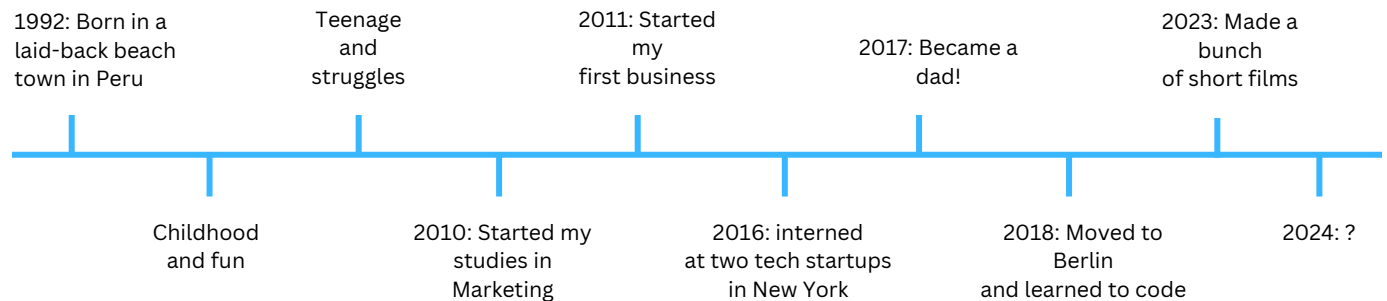 1992: Born in a
laid-back beach
town in Peru
Childhood
and fun
Teenage
and
struggles
2010: Started my
studies in
Marketing
2011: Started
my
first business
2016: interned
at two tech startups
in New York
2017: Became a
dad!
2018: Moved to
Berlin
and learned to code
2023: Made a
bunch
of short films
2024: ?